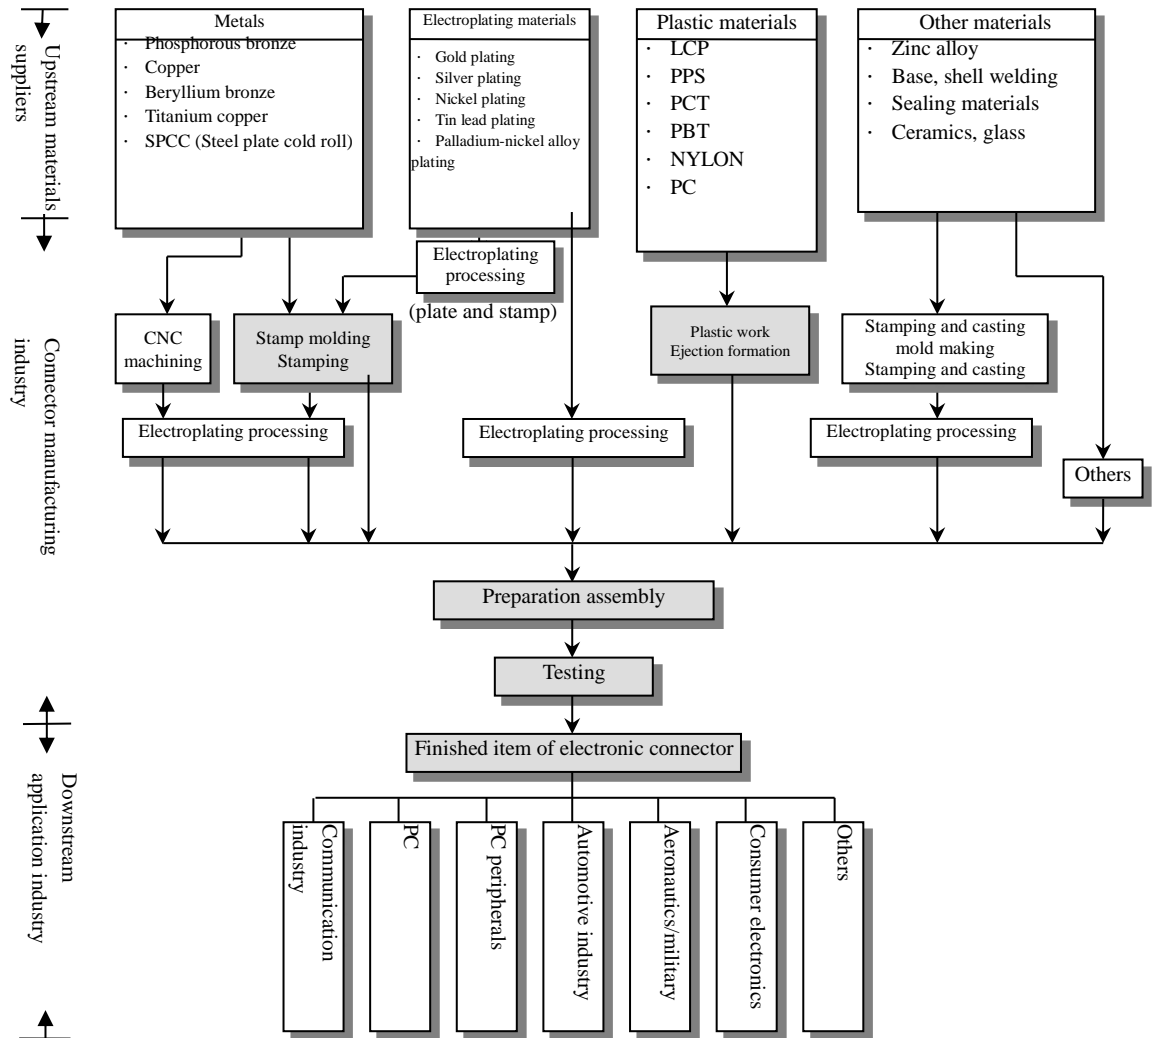 Upstream materials
suppliers
Metals
· Phosphorous bronze
· Copper
· Beryllium bronze
· Titanium copper
· SPCC (Steel plate cold roll)
Electroplating materials
· Gold plating
· Silver plating
· Nickel plating
· Tin lead plating
· Palladium-nickel alloy
plating
Plastic materials
· LCP
· PPS
· PCT
· PBT
· NYLON
· PC
Other materials
· Zinc alloy
· Base, shell welding
· Sealing materials
· Ceramics, glass
Connector manufacturing
industry
Electroplating
processing
(plate and stamp)
CNC
machining
Stamp molding
Stamping
Plastic work
Ejection formation
Stamping and casting
mold making
Stamping and casting
Electroplating processing
Electroplating processing
Electroplating processing
Others
Preparation assembly
Testing
Finished item of electronic connector
Downstream
application industry
Communication
industry
PC
PC peripherals
Automotive industry
Aeronautics/military
Consumer electronics
Others